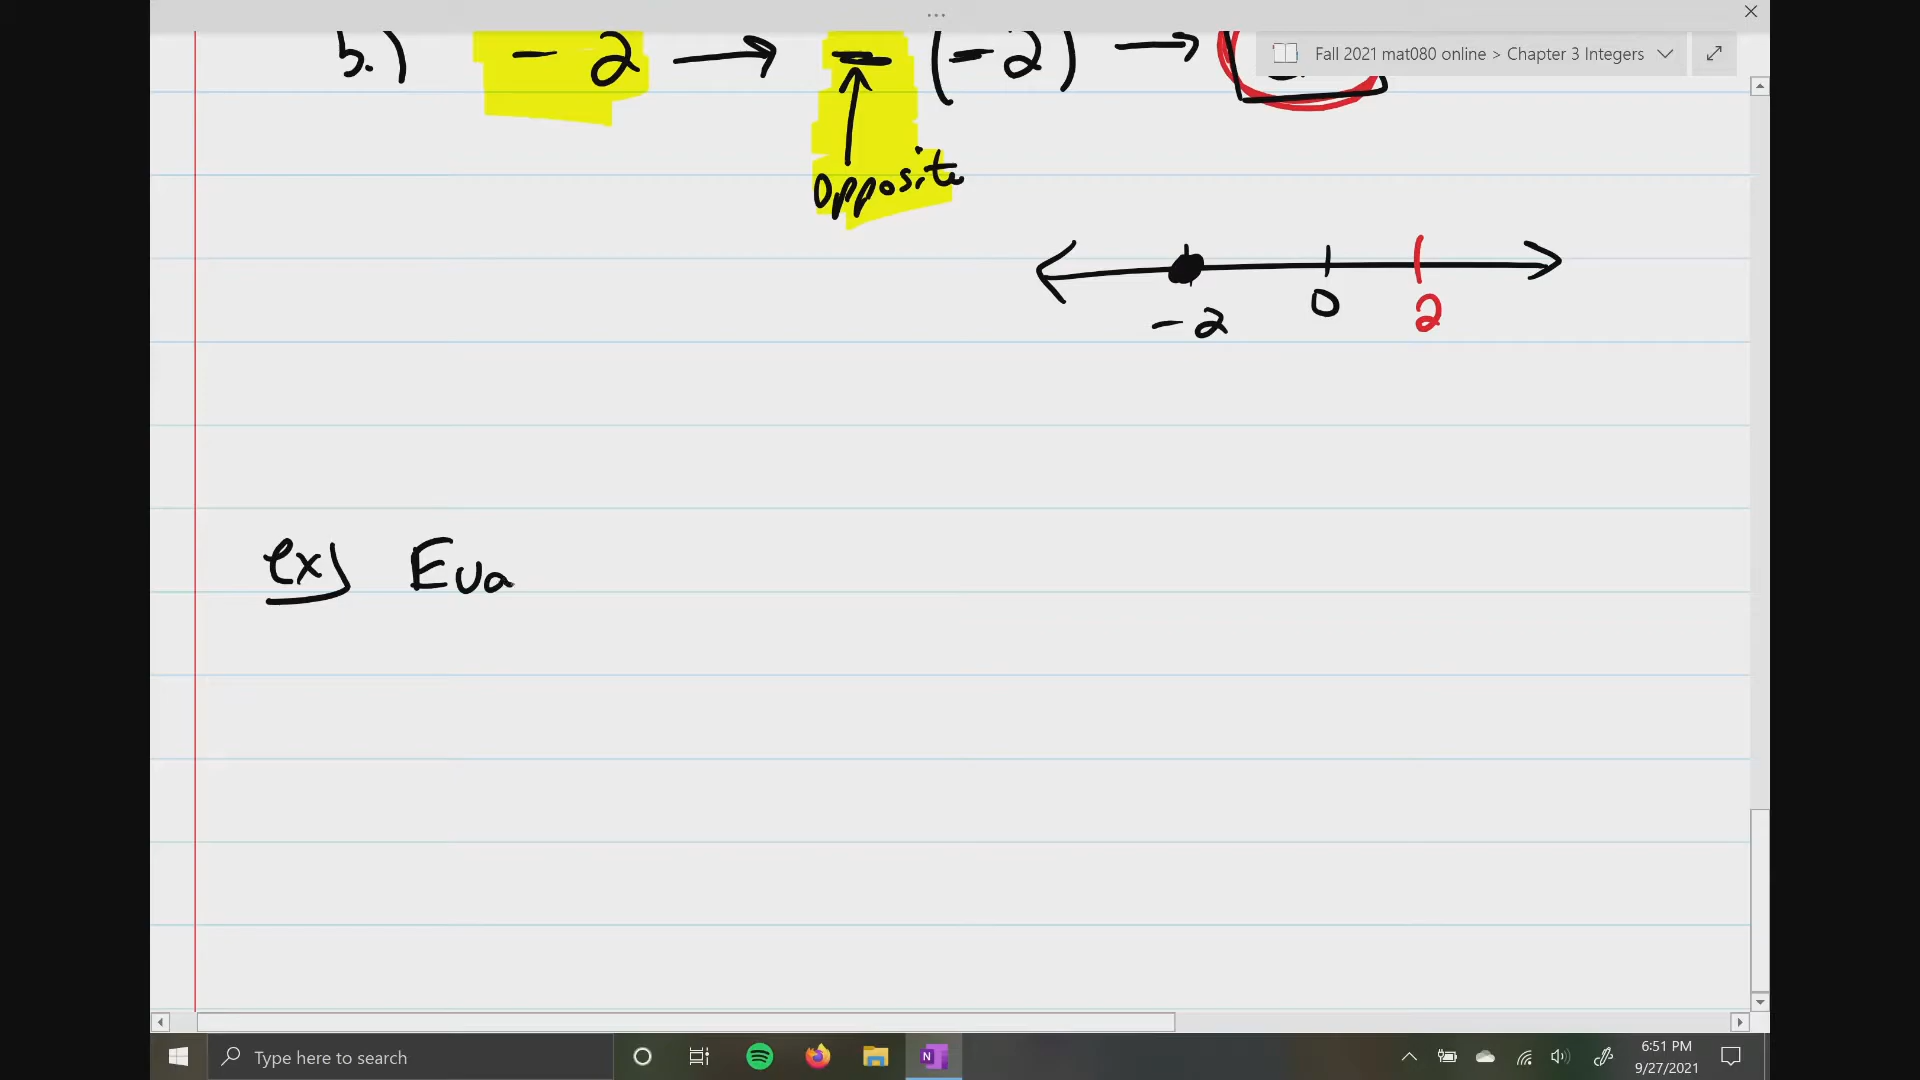 Fall 2021 mat080 online > Chapter 3 Integers
b.) -2 → -(-2) →
opposite
-2 0 2
ex) Eva
Type here to search
6:51 PM
9/27/2021